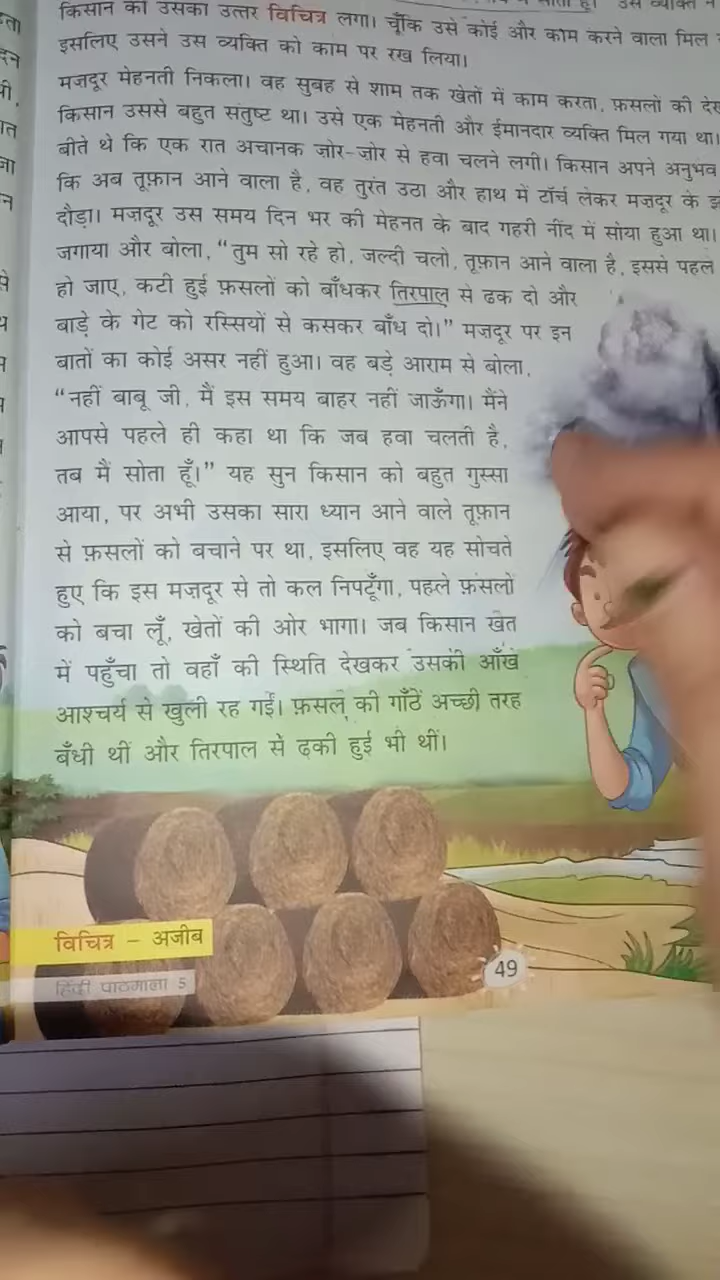 किसान को उसका उत्तर विचित्र लगा। चूँकि उसे कोई और काम करने वाला मिल
इसलिए उसने उस व्यक्ति को काम पर रख लिया।
मज़दूर मेहनती निकला। वह सुबह से शाम तक खेतों में काम करता, फ़सलों की
किसान उससे बहुत संतुष्ट था। उसे एक मेहनती और ईमानदार व्यक्ति मिल गया था।
बीते थे कि एक रात अचानक ज़ोर-ज़ोर से हवा चलने लगी। किसान अपने अनुभव
कि अब तूफ़ान आने वाला है, वह तुरंत उठा और हाथ में टॉर्च लेकर मज़दूर के
दौड़ा। मज़दूर उस समय दिन भर की मेहनत के बाद गहरी नींद में सोया हुआ था।
जगाया और बोला, “तुम सो रहे हो, जल्दी चलो, तूफ़ान आने वाला है, इससे पहले
हो जाए, कटी हुई फ़सलों को बाँधकर तिरपाल से ढक दो और
बाड़े के गेट को रस्सियों से कसकर बाँध दो।” मज़दूर पर इन
बातों का कोई असर नहीं हुआ। वह बड़े आराम से बोला,
“नहीं बाबू जी, मैं इस समय बाहर नहीं जाऊँगा। मैंने
आपसे पहले ही कहा था कि जब हवा चलती है,
तब मैं सोता हूँ।” यह सुन किसान को बहुत गुस्सा
आया, पर अभी उसका सारा ध्यान आने वाले तूफ़ान
से फ़सलों को बचाने पर था, इसलिए वह यह सोचते
हुए कि इस मज़दूर से तो कल निपटूँगा, पहले फ़सलों
को बचा लूँ, खेतों की ओर भागा। जब किसान खेत
में पहुँचा तो वहाँ की स्थिति देखकर उसकी आँखें
आश्चर्य से खुली रह गईं। फ़सल की गाँठें अच्छी तरह
बँधी थीं और तिरपाल से ढकी हुई भी थीं।
विचित्र – अजीब
हिंदी पाठमाला 5
49